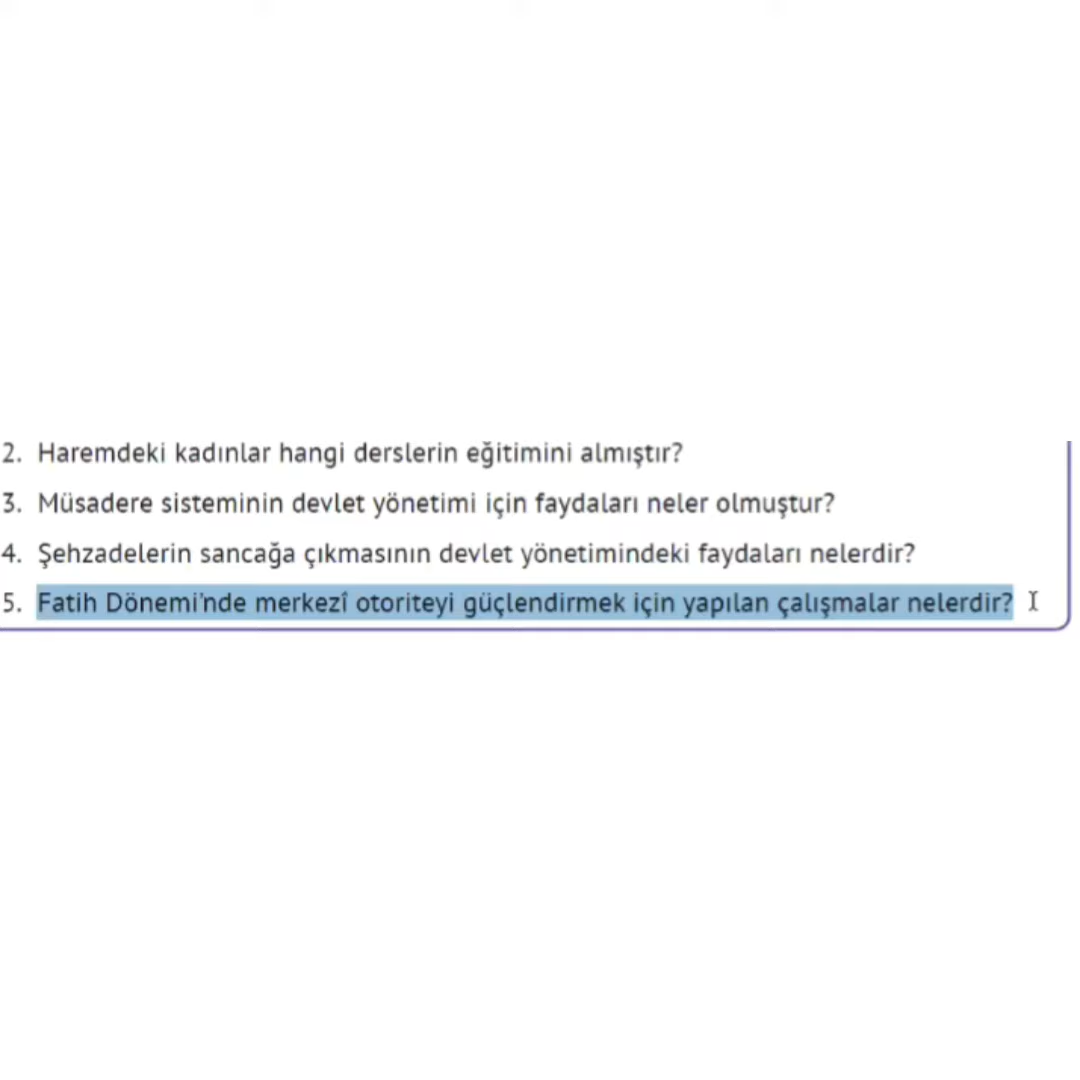 2. Haremdeki kadınlar hangi derslerin eğitimini almıştır?
3. Müsadere sisteminin devlet yönetimi için faydaları neler olmuştur?
4. Şehzadelerin sancağa çıkmasının devlet yönetimindeki faydaları nelerdir?
5. Fatih Dönemi'nde merkezî otoriteyi güçlendirmek için yapılan çalışmalar nelerdir?